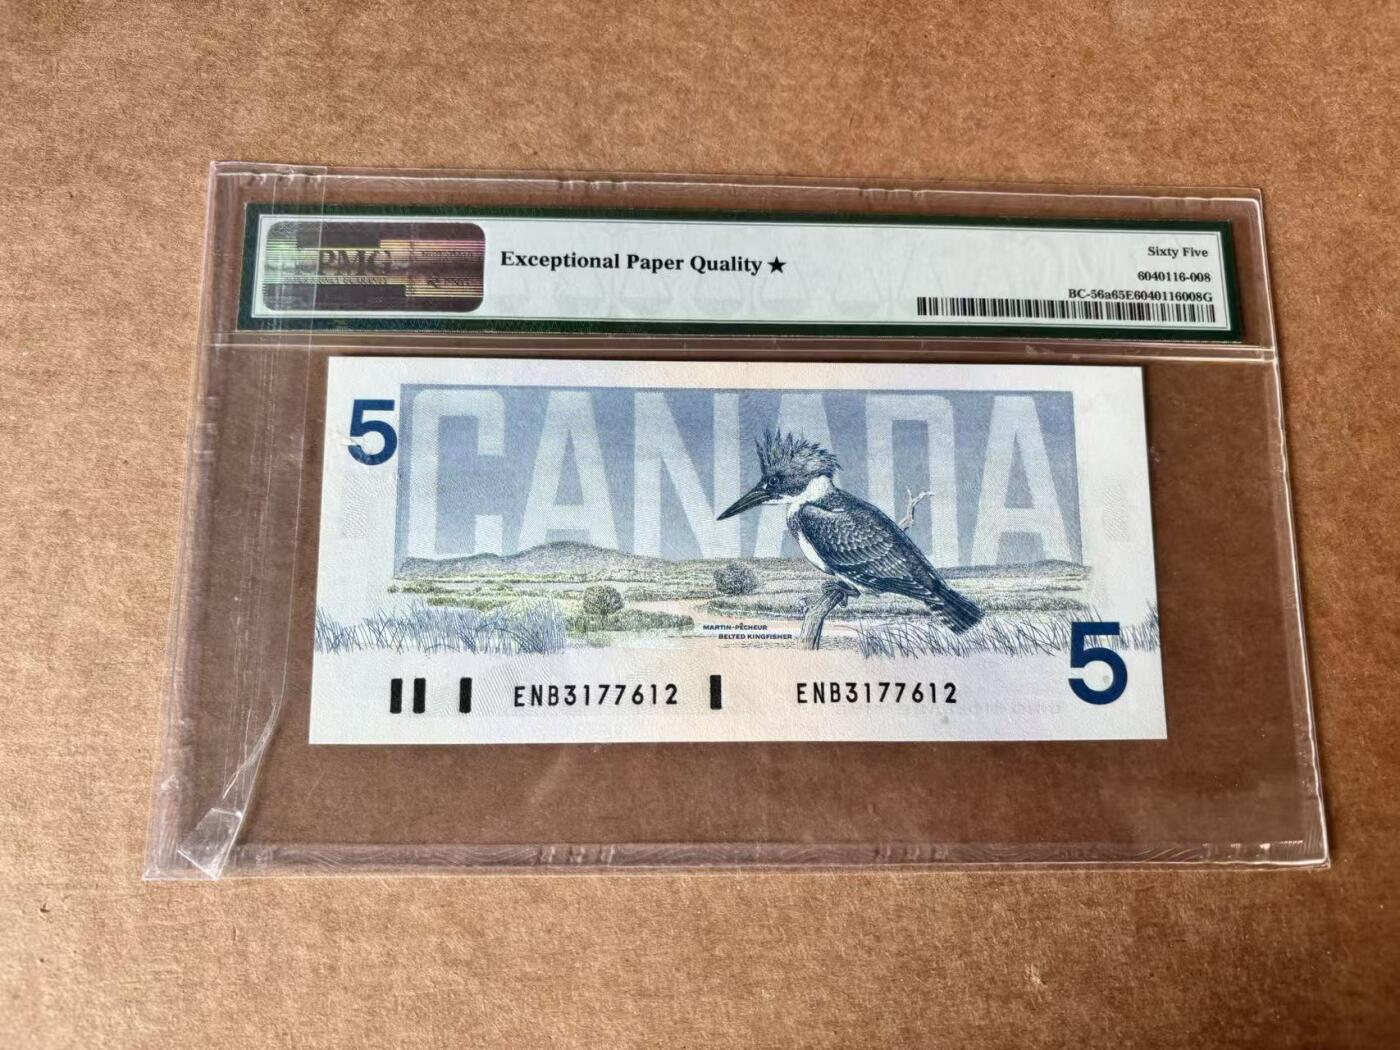 PMG
Exceptional Paper Quality ★
Sixty Five
6040116-008
BC-56a65E6040116008G
5
CANADA
MARTIN-PÊCHEUR
BELTED KINGFISHER
5
ENB3177612
ENB3177612